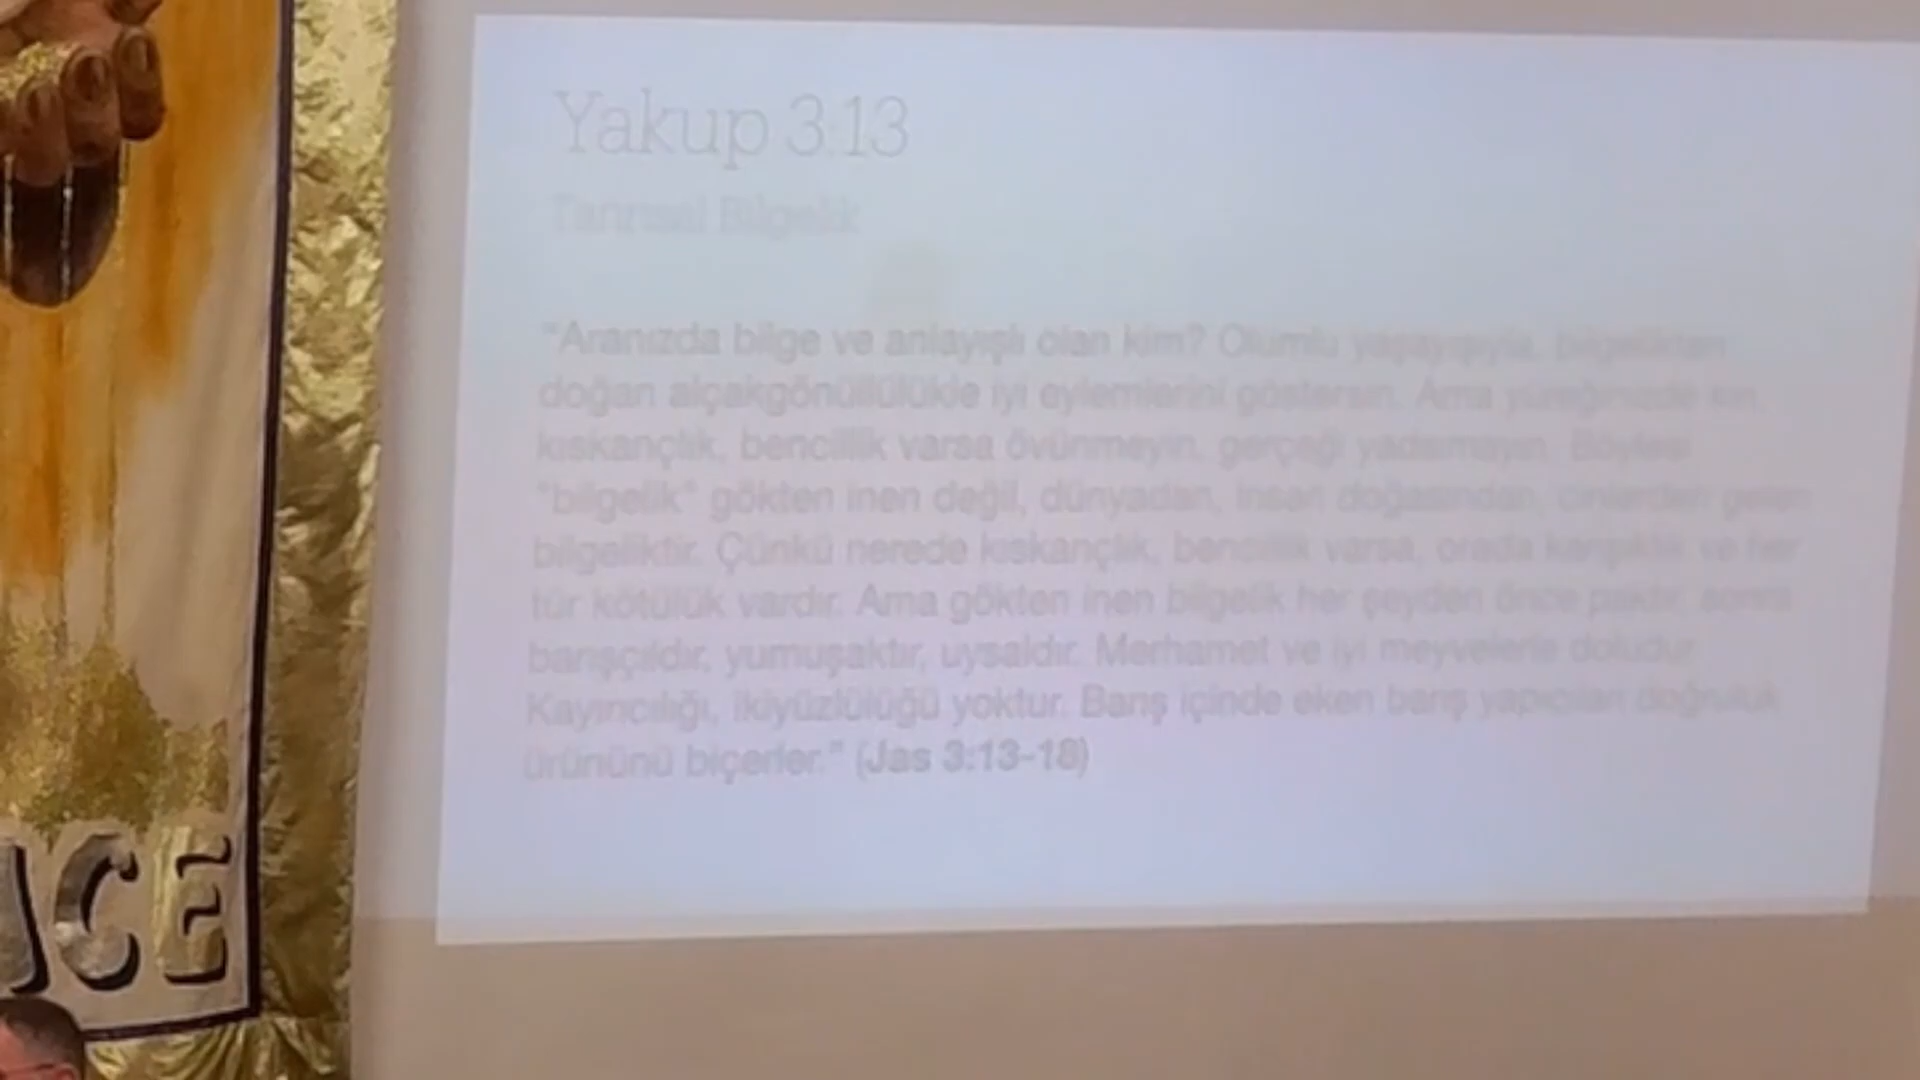 Yakup 3:13
Tanrısal Bilgelik
"Aranızda bilge ve anlayışlı olan kim? Olumlu yaşayışıyla, bilgelikten
doğan alçakgönüllülükle iyi eylemlerini göstersin. Ama yüreğinizde kin,
kıskançlık, bencillik varsa övünmeyin, gerçeği yadsımayın. Böylesi
"bilgelik" gökten inen değil, dünyadan, insan doğasından, cinlerden gelen
bilgeliktir. Çünkü nerede kıskançlık, bencillik varsa, orada karışıklık ve her
tür kötülük vardır. Ama gökten inen bilgelik her şeyden önce paktır, sonra
barışçıldır, yumuşaktır, uysaldır. Merhamet ve iyi meyvelerle doludur.
Kayırıcılığı, ikiyüzlülüğü yoktur. Barış içinde eken barış yapıcıları doğruluk
ürününü biçerler." (Jas 3:13-18)